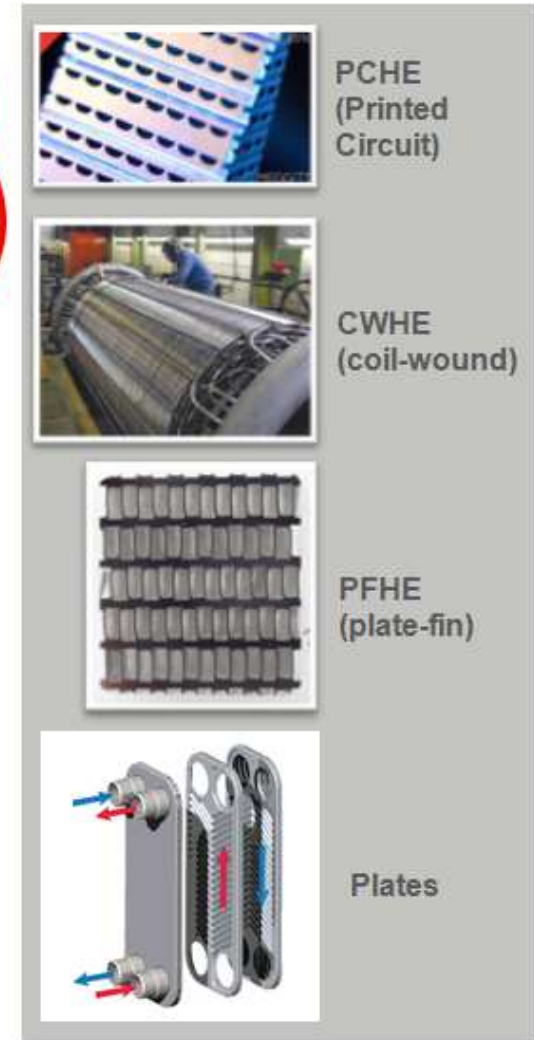 PCHE
(Printed
Circuit)
CWHE
(coil-wound)
PFHE
(plate-fin)
Plates